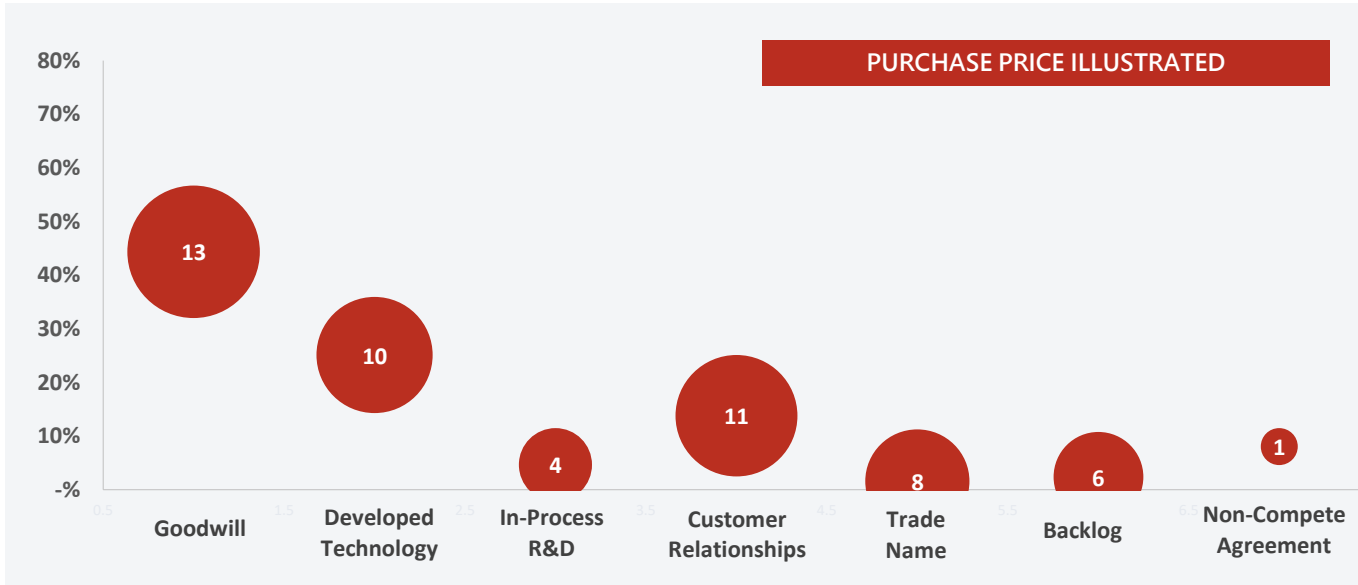 PURCHASE PRICE ILLUSTRATED
80%
70%
60%
50%
40%
30%
20%
10%
-%
13
10
4
11
8
6
1
0.5
1.5
2.5
3.5
4.5
5.5
6.5
Goodwill
Developed
Technology
In-Process
R&D
Customer
Relationships
Trade
Name
Backlog
Non-Compete
Agreement